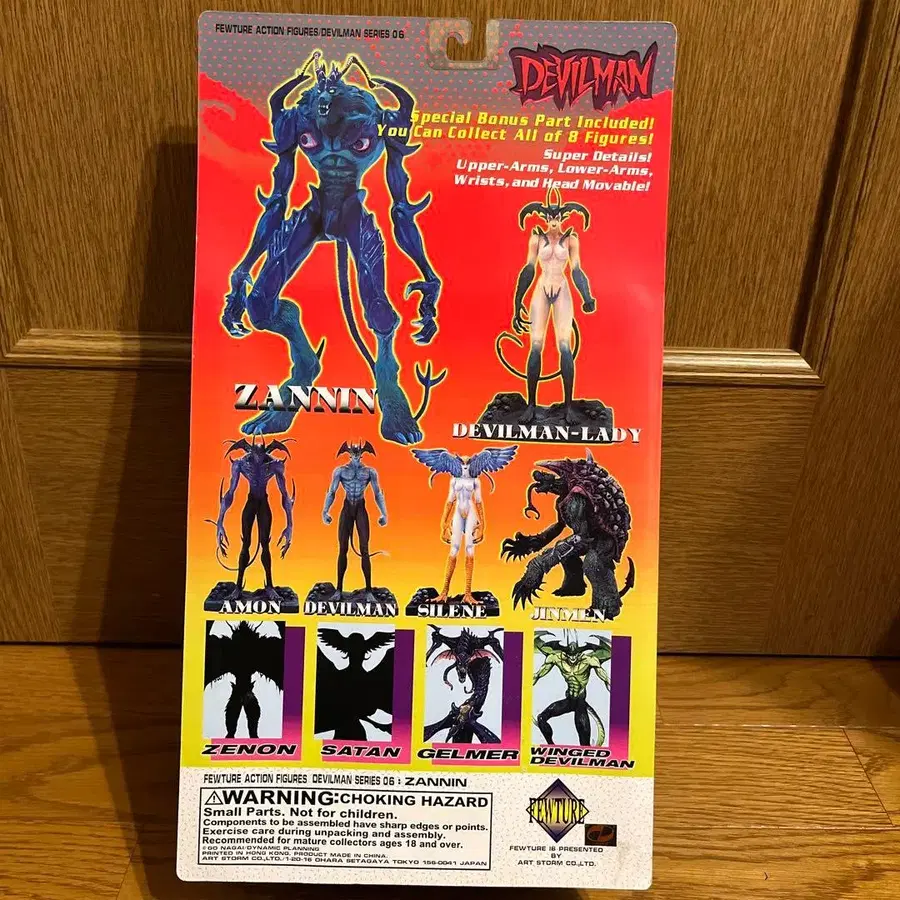 FEWTURE ACTION FIGURES/DEVILMAN SERIES 06
DEVILMAN
Special Bonus Part Included!
You Can Collect All of 8 Figures!
Super Details!
Upper-Arms, Lower-Arms,
Wrists, and Head Movable!
ZANNIN
DEVILMAN-LADY
AMON
DEVILMAN
SILENE
JINMEN
ZENON
SATAN
GELMER
WINGED
DEVILMAN
FEWTURE ACTION FIGURES DEVILMAN SERIES 06 : ZANNIN
WARNING:CHOKING HAZARD
Small Parts. Not for children.
Components to be assembled have sharp edges or points.
Exercise care during unpacking and assembly.
Recommended for mature collectors ages 18 and over.
©GO NAGAI/DYNAMIC PLANNING
PRINTED IN HONG KONG. PRODUCT MADE IN CHINA.
ART STORM CO.,LTD./1-20-16 OHARA SETAGAYA TOKYO 156-0041 JAPAN
FEWTURE
FEWTURE IS PRESENTED
BY
ART STORM CO.,LTD.